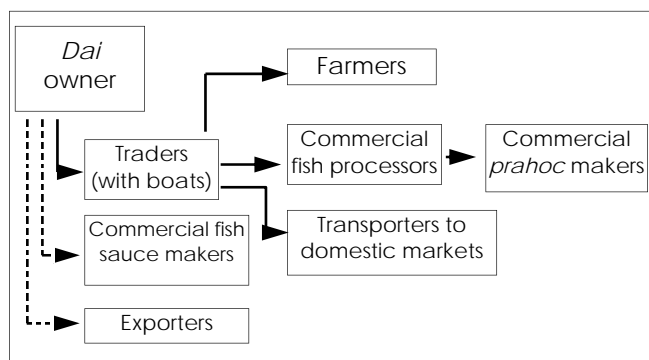 Dai
owner
Farmers
Traders
(with boats)
Commercial
fish processors
Commercial
prahoc makers
Commercial fish
sauce makers
Transporters to
domestic markets
Exporters